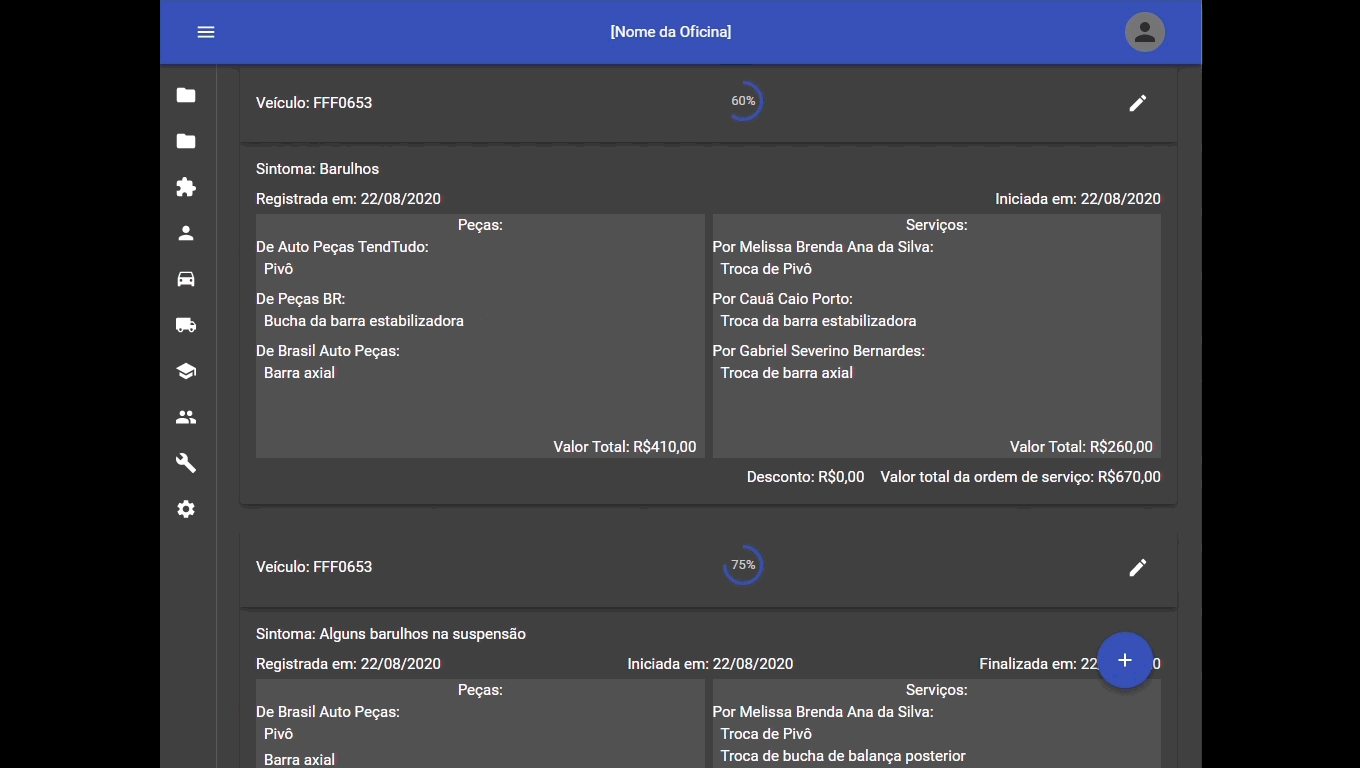 [Nome da Oficina]
Veículo: FFF0653
60%
Sintoma: Barulhos
Registrada em: 22/08/2020
Iniciada em: 22/08/2020
Peças:
De Auto Peças TendTudo:
Pivô
De Peças BR:
Bucha da barra estabilizadora
De Brasil Auto Peças:
Barra axial
Valor Total: R$410,00
Serviços:
Por Melissa Brenda Ana da Silva:
Troca de Pivô
Por Cauã Caio Porto:
Troca da barra estabilizadora
Por Gabriel Severino Bernardes:
Troca de barra axial
Valor Total: R$260,00
Desconto: R$0,00 Valor total da ordem de serviço: R$670,00
Veículo: FFF0653
75%
Sintoma: Alguns barulhos na suspensão
Registrada em: 22/08/2020
Iniciada em: 22/08/2020
Finalizada em: 22
Peças:
De Brasil Auto Peças:
Pivô
Barra axial
Serviços:
Por Melissa Brenda Ana da Silva:
Troca de Pivô
Troca de bucha de balança posterior